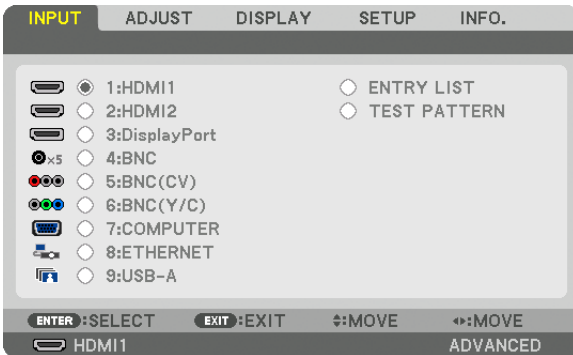 INPUT ADJUST DISPLAY SETUP INFO.
1:HDMI1 ENTRY LIST
2:HDMI2 TEST PATTERN
3:DisplayPort
×5 4:BNC
5:BNC(CV)
6:BNC(Y/C)
7:COMPUTER
8:ETHERNET
9:USB-A
ENTER:SELECT EXIT:EXIT :MOVE :MOVE
HDMI1 ADVANCED